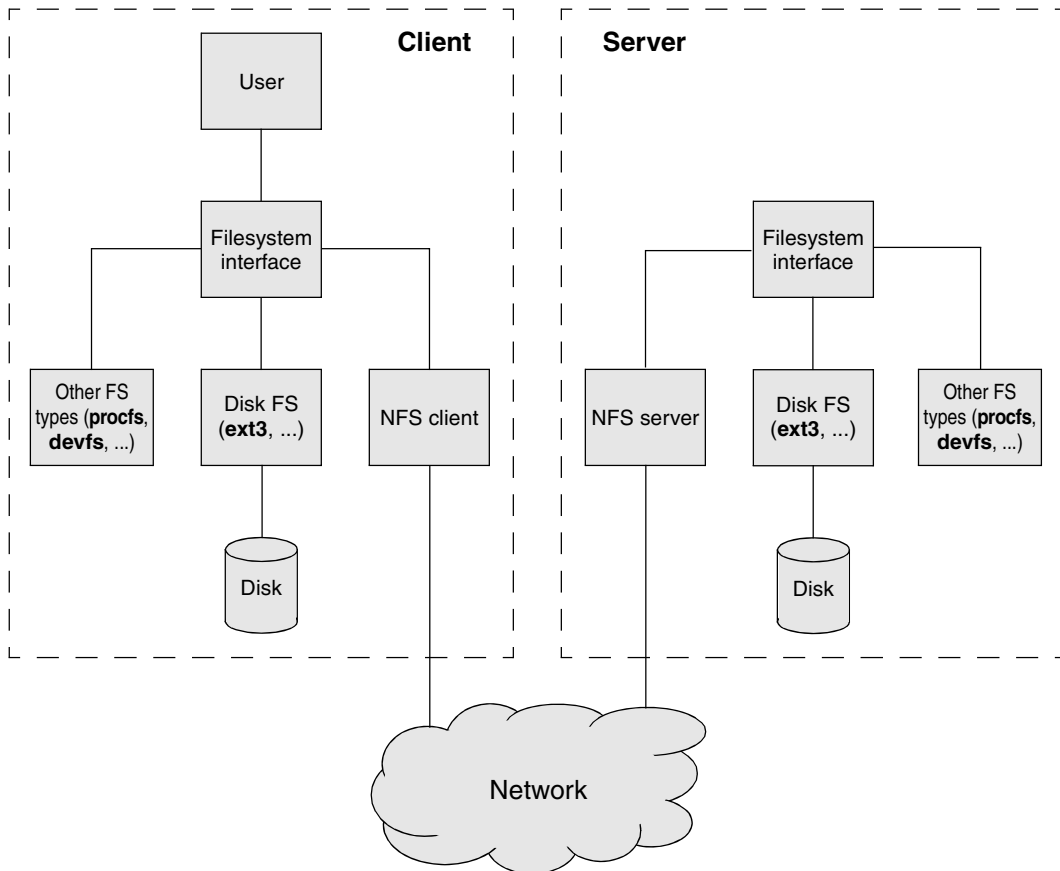 Client
User
Filesystem
interface
Other FS
types (procfs,
devfs, ...)
Disk FS
(ext3, ...)
NFS client
Disk
Server
Filesystem
interface
NFS server
Disk FS
(ext3, ...)
Other FS
types (procfs,
devfs, ...)
Disk
Network